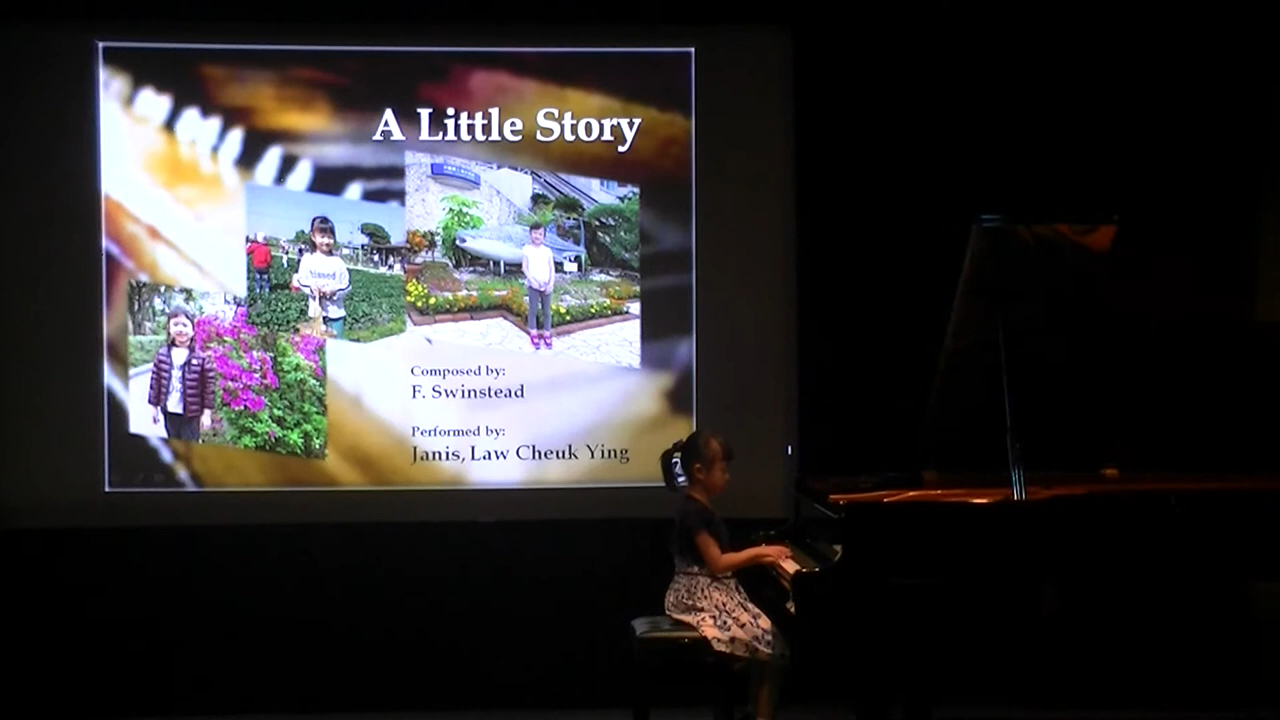 A Little Story
Composed by:
F. Swinstead
Performed by:
Janis, Law Cheuk Ying